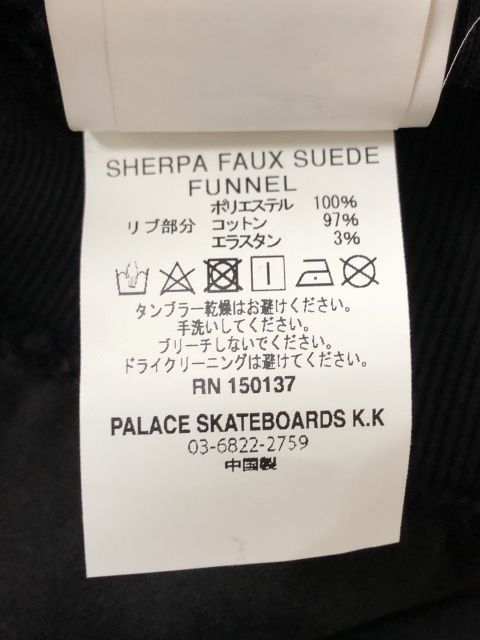 SHERPA FAUX SUEDE
FUNNEL
ポリエステル 100%
リブ部分 コットン 97%
エラスタン 3%
タンブラー乾燥はお避けください。
手洗いしてください。
ブリーチしないでください。
ドライクリーニングは避けてください。
RN 150137
PALACE SKATEBOARDS K.K
03-6822-2759
中国製